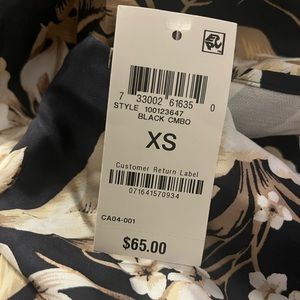 7 33002 61635 0
STYLE 100123647
BLACK CMBO
XS
Customer Return Label
071641570934
CA04-001
$65.00